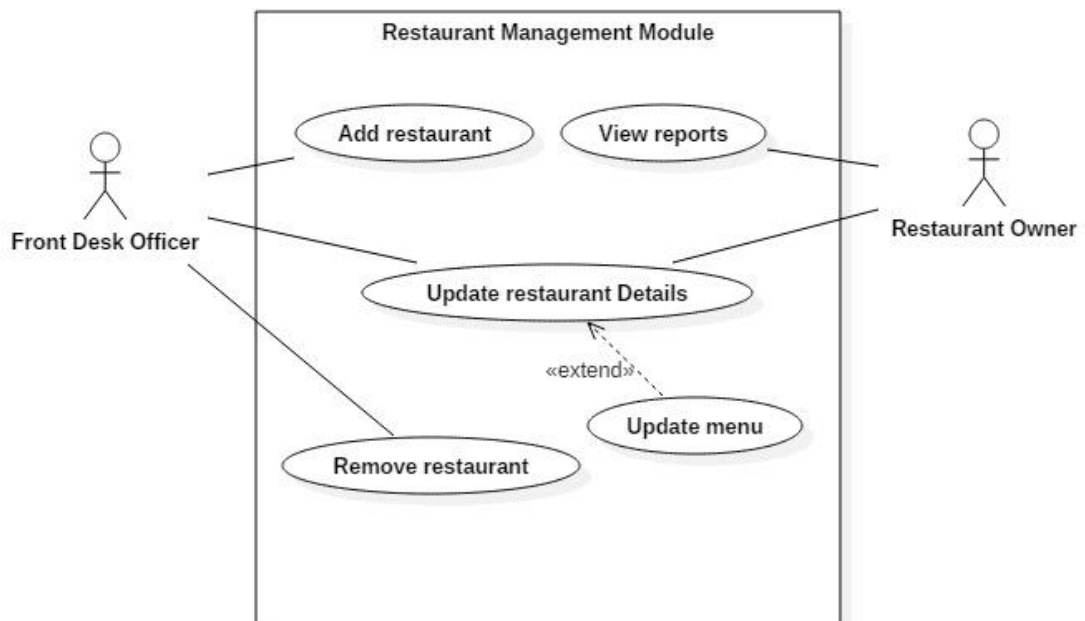 Restaurant Management Module
Add restaurant
View reports
Front Desk Officer
Restaurant Owner
Update restaurant Details
«extend»
Update menu
Remove restaurant